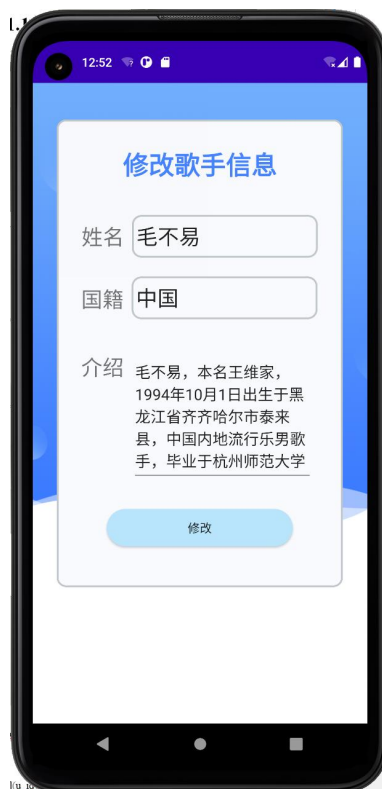 12:52
修改歌手信息
姓名 毛不易
国籍 中国
介绍 毛不易，本名王维家，
1994年10月1日出生于黑
龙江省齐齐哈尔市泰来
县，中国内地流行乐男歌
手，毕业于杭州师范大学
修改